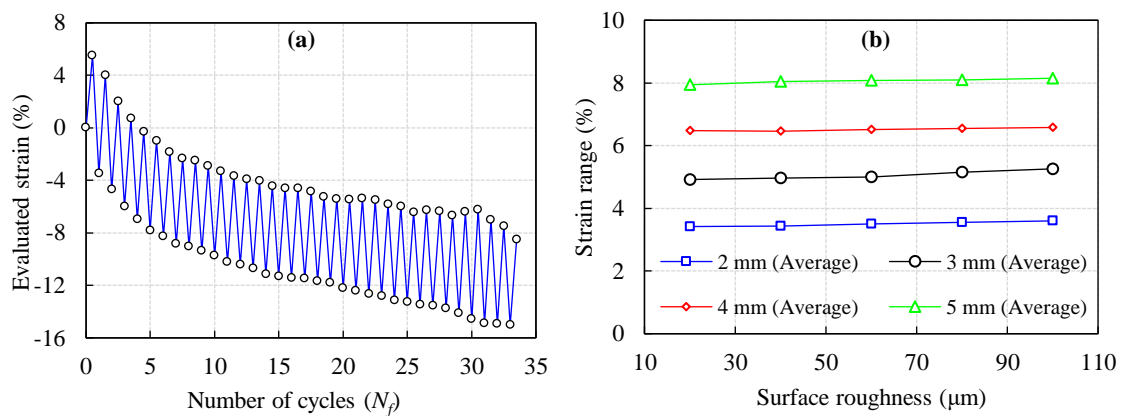 (a)
Evaluated strain (%)
8
4
0
-4
-8
-12
-16
0 5 10 15 20 25 30 35
Number of cycles (N_f)
(b)
Strain range (%)
10
8
6
4
2
0
2 mm (Average) 3 mm (Average)
4 mm (Average) 5 mm (Average)
10 30 50 70 90 110
Surface roughness (μm)